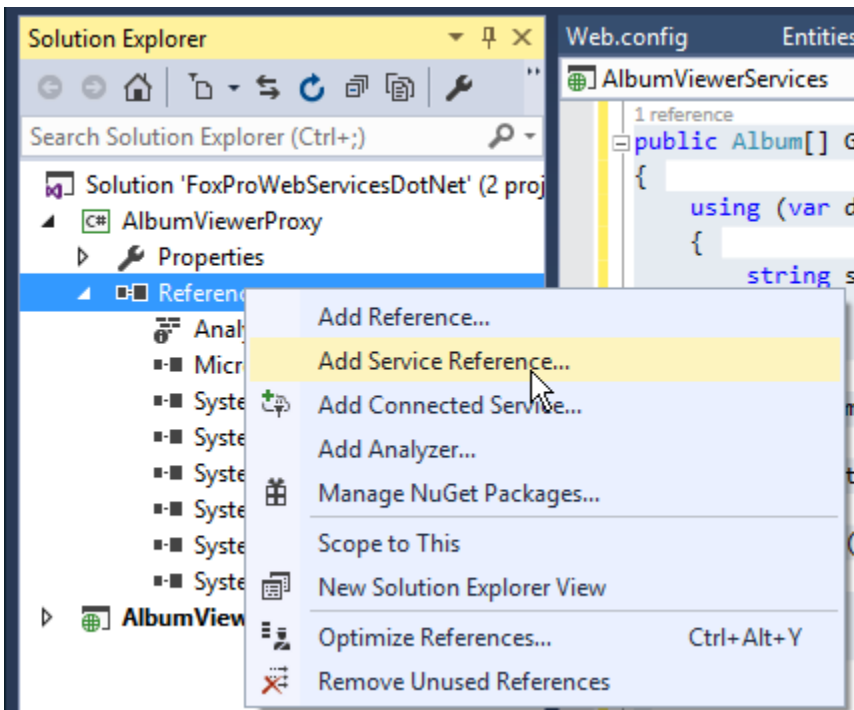 Solution Explorer
Web.config
Entities
AlbumViewerServices
Search Solution Explorer (Ctrl+;)
1 reference
public Album[] G
{
using (var d
{
string s
Solution 'FoxProWebServicesDotNet' (2 proj
AlbumViewerProxy
Properties
Referenc
Analy
Micr
Syste
Syste
Syste
Syste
Syste
Syste
AlbumView
Add Reference...
Add Service Reference...
Add Connected Service...
Add Analyzer...
Manage NuGet Packages...
Scope to This
New Solution Explorer View
Optimize References... Ctrl+Alt+Y
Remove Unused References